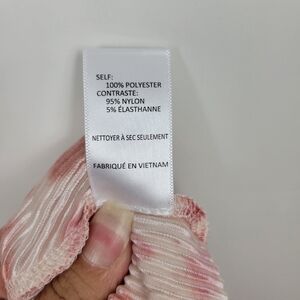 SELF:
100% POLYESTER
CONTRASTE:
95% NYLON
5% ÉLASTHANNE
NETTOYER À SEC SEULEMENT
FABRIQUÉ EN VIETNAM